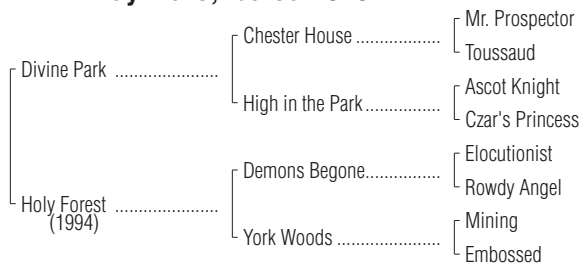 Mr. Prospector
Chester House ..................
Toussaud
Divine Park ......................
Ascot Knight
High in the Park ................
Czar's Princess
Elocutionist
Demons Begone................
Rowdy Angel
Holy Forest ......................
(1994)
Mining
York Woods ......................
Embossed